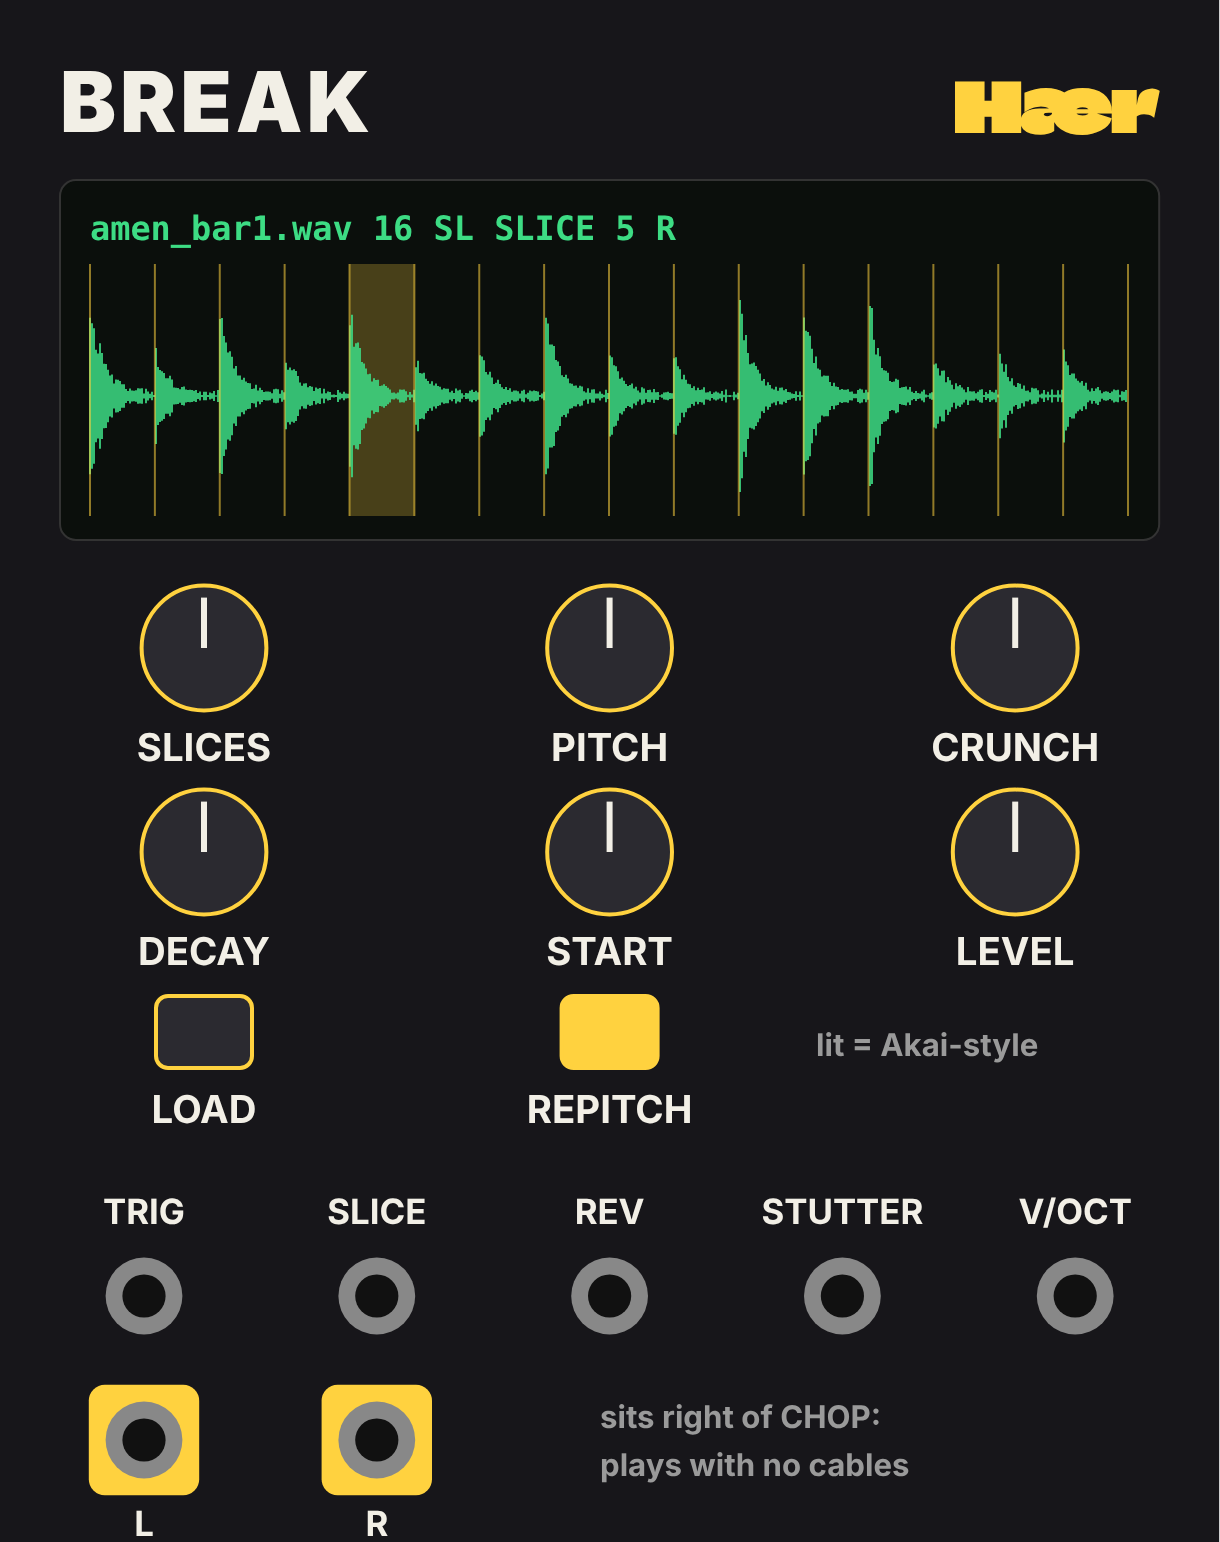 BREAK
Haer
amen_bar1.wav 16 SL SLICE 5 R
SLICES PITCH CRUNCH
DECAY START LEVEL
lit = Akai-style
LOAD REPITCH
TRIG SLICE REV STUTTER V/OCT
sits right of CHOP:
plays with no cables
L R